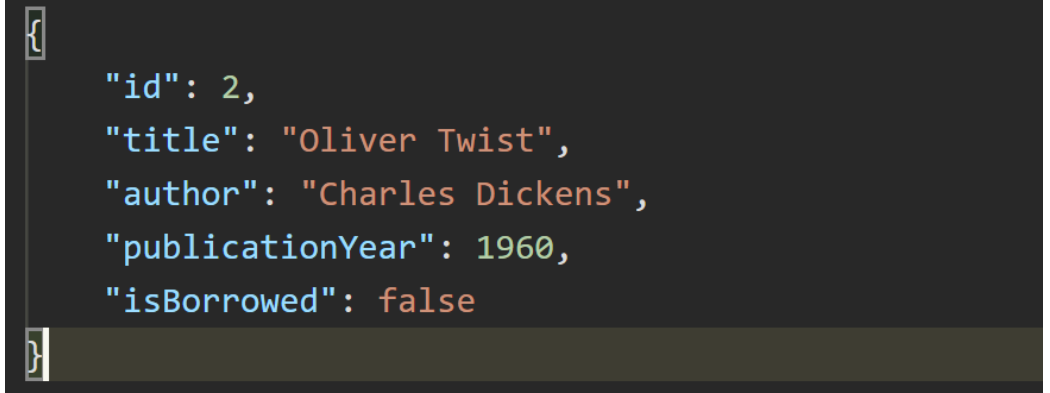 {
"id": 2,
"title": "Oliver Twist",
"author": "Charles Dickens",
"publicationYear": 1960,
"isBorrowed": false
}